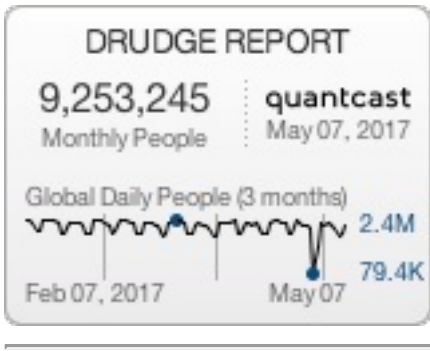 DRUDGE REPORT
9,253,245
Monthly People
quantcast
May 07, 2017
Global Daily People (3 months)
2.4M
79.4K
Feb 07, 2017
May 07